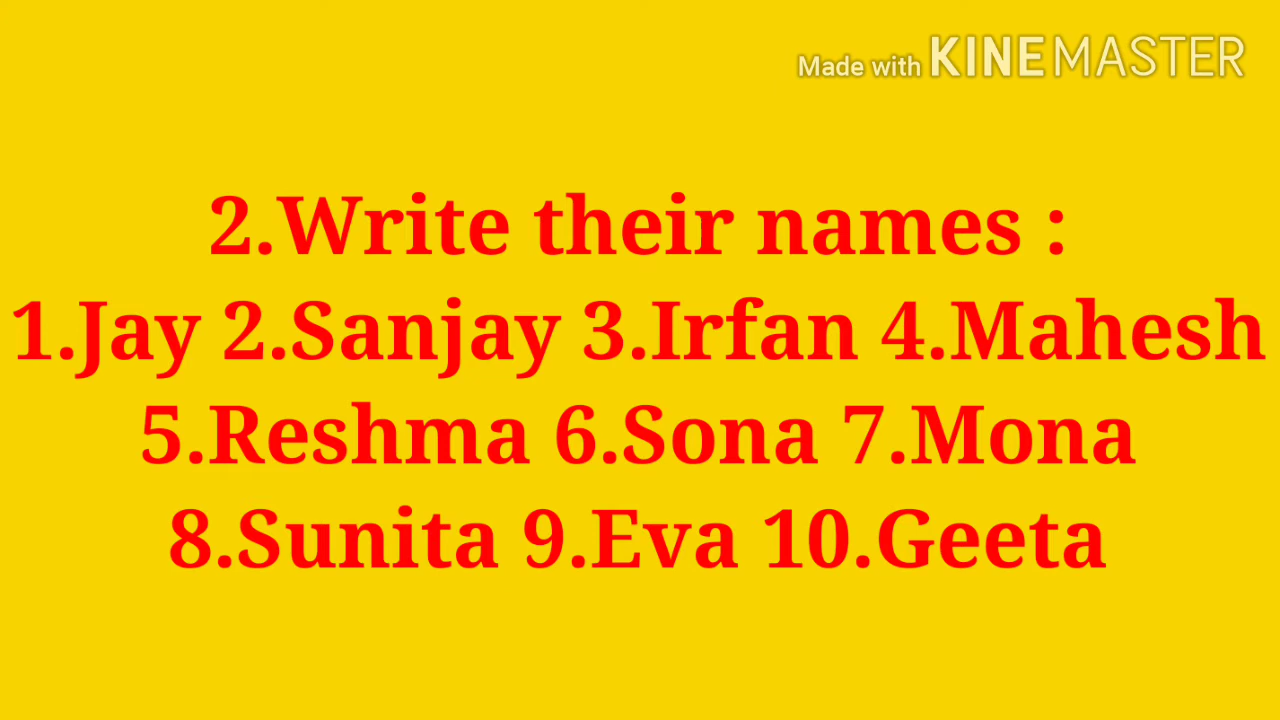 Made with KINEMASTER
2.Write their names :
1.Jay 2.Sanjay 3.Irfan 4.Mahesh
5.Reshma 6.Sona 7.Mona
8.Sunita 9.Eva 10.Geeta